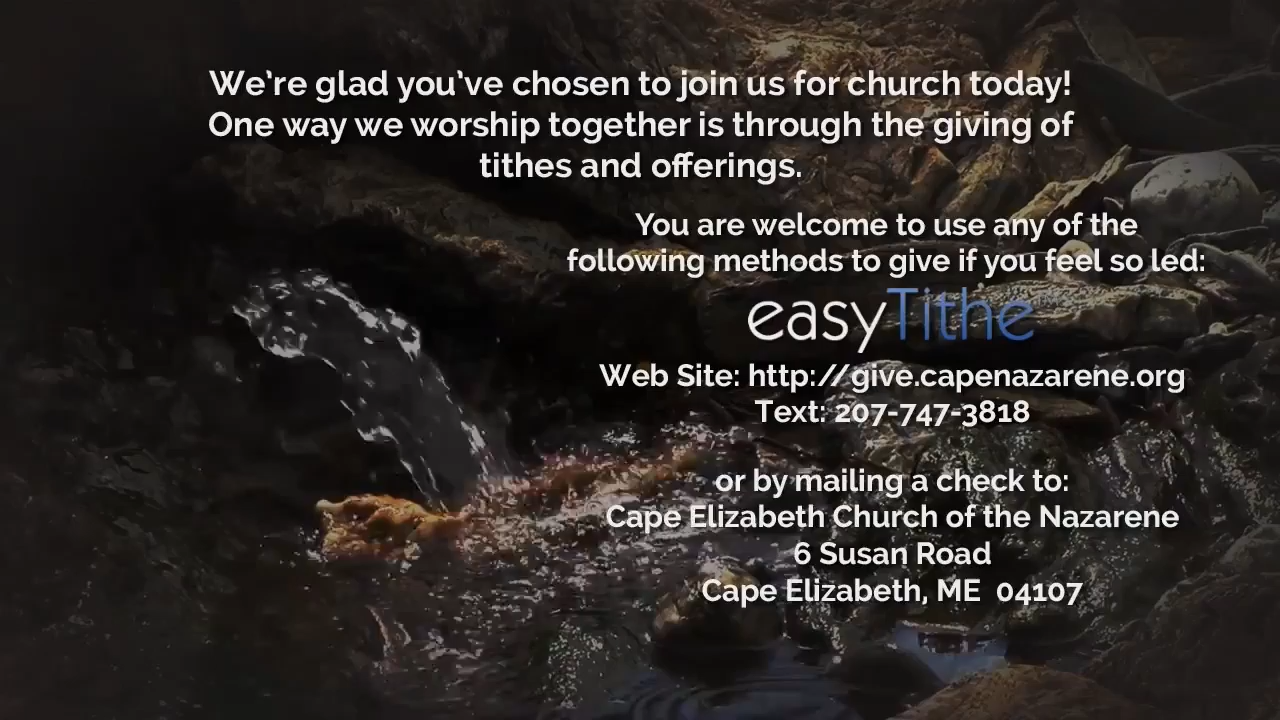 We're glad you've chosen to join us for church today!
One way we worship together is through the giving of
tithes and offerings.
You are welcome to use any of the
following methods to give if you feel so led:
easyTithe
Web Site: http://give.capenazarene.org
Text: 207-747-3818
or by mailing a check to:
Cape Elizabeth Church of the Nazarene
6 Susan Road
Cape Elizabeth, ME  04107